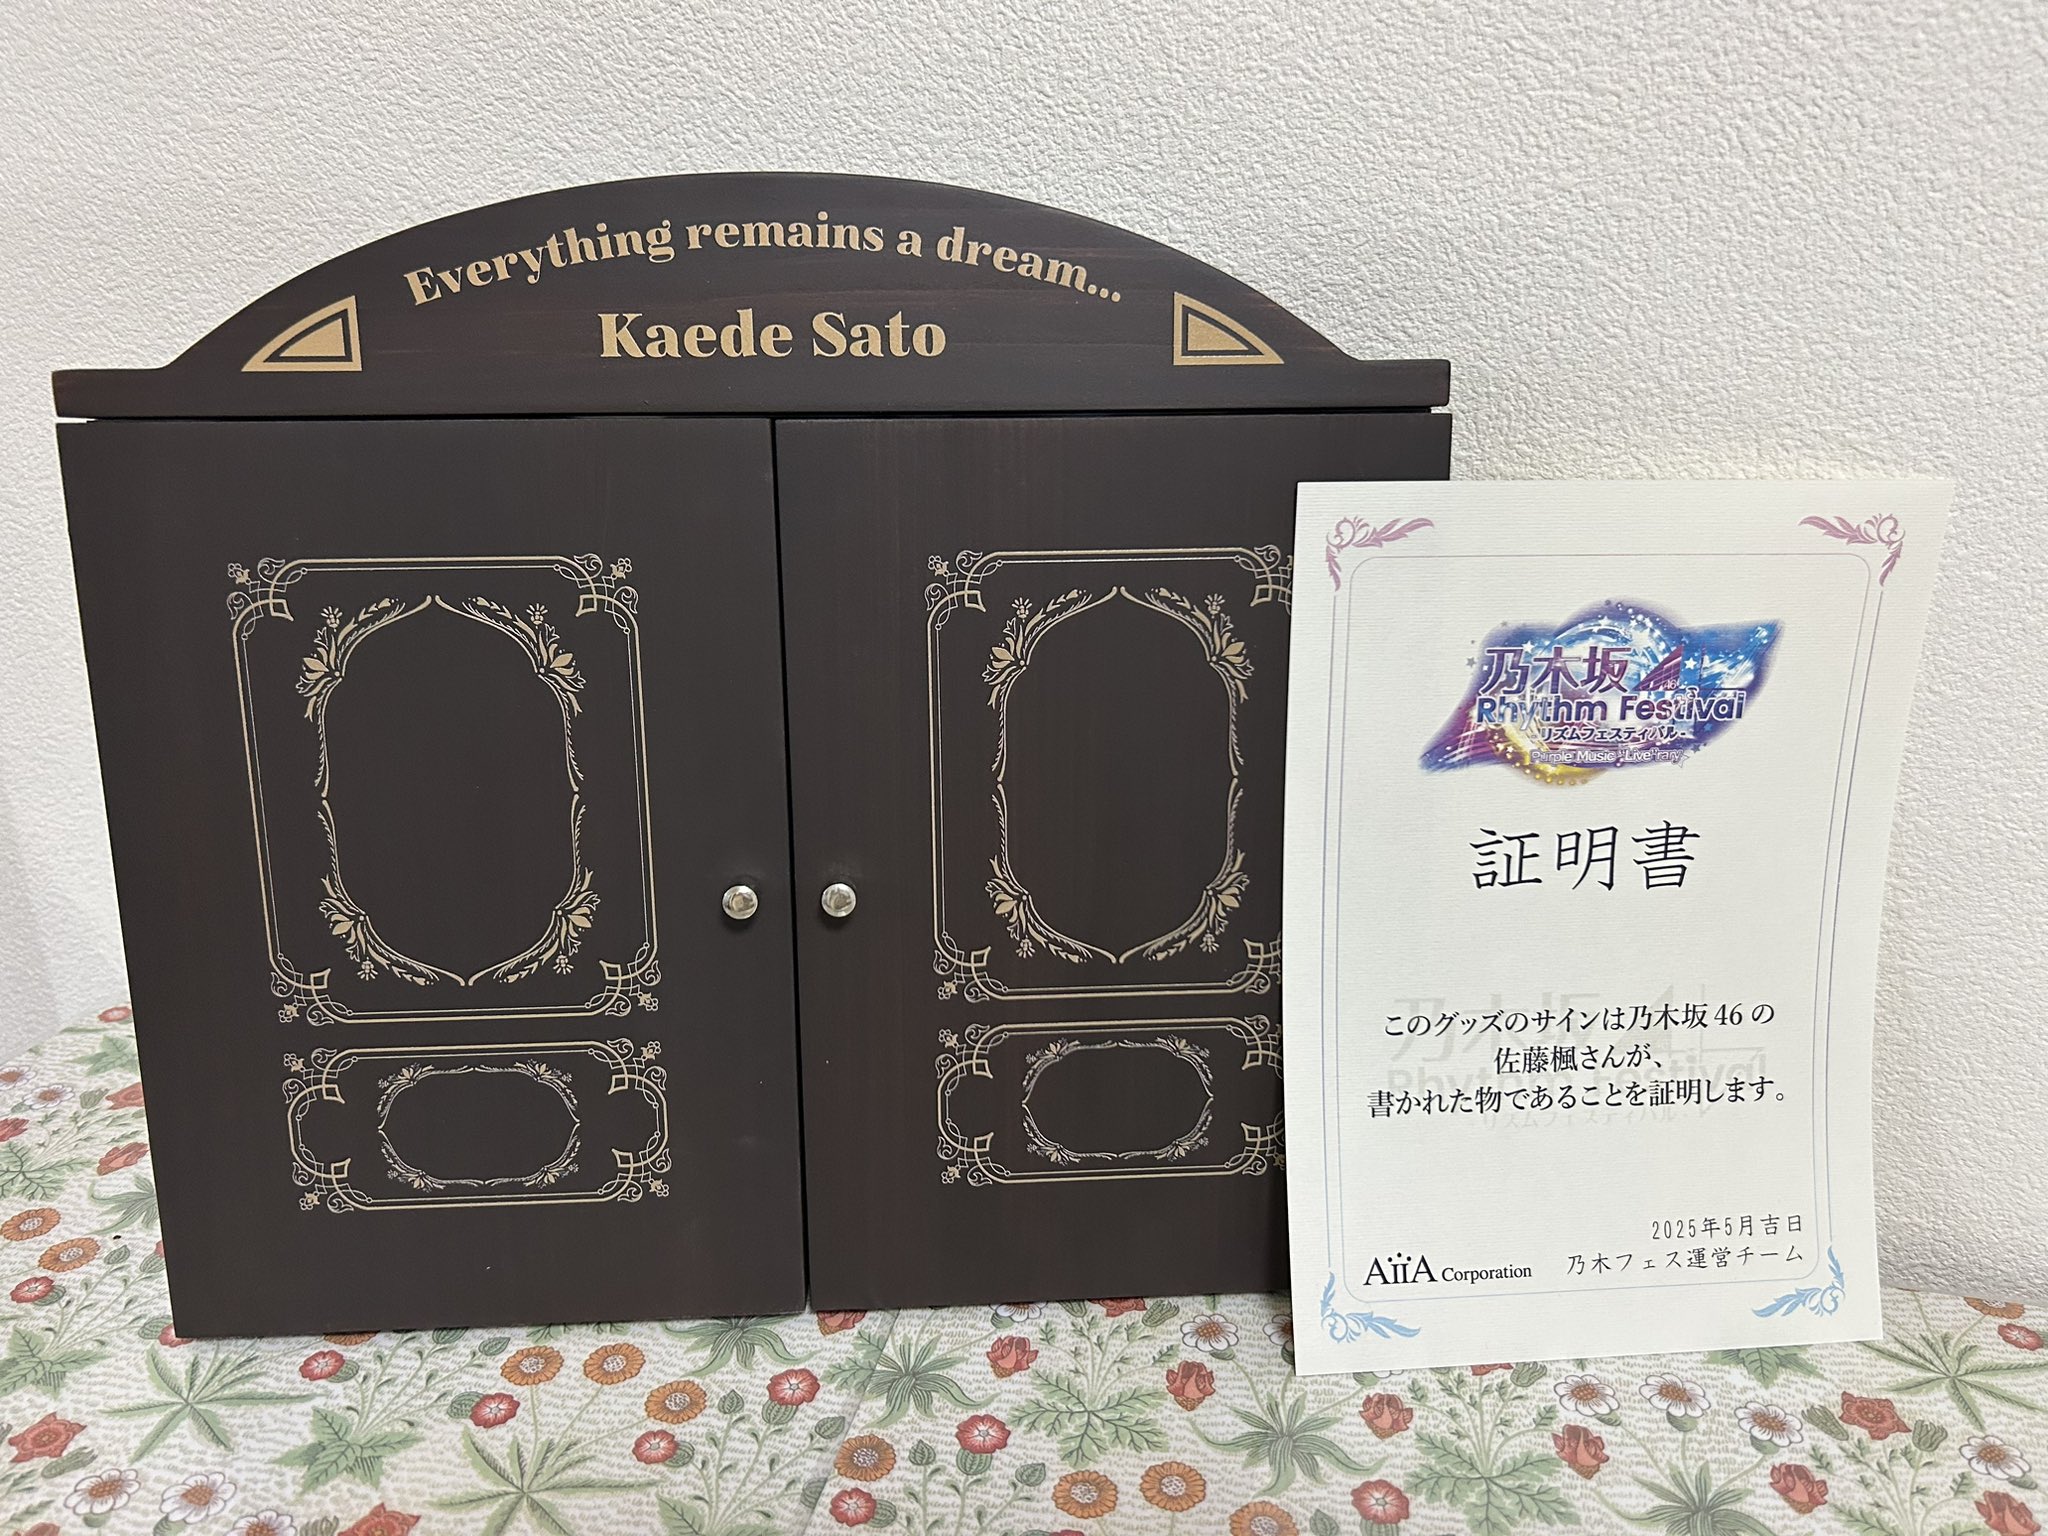 Everything remains a dream...
Kaede Sato
乃木坂46
Rhythm Festival
-リズムフェスティバル-
Purple Music "Live"rary
証明書
このグッズのサインは乃木坂46の
佐藤楓さんが、
書かれた物であることを証明します。
2025年5月吉日
AiiA Corporation 乃木フェス運営チーム